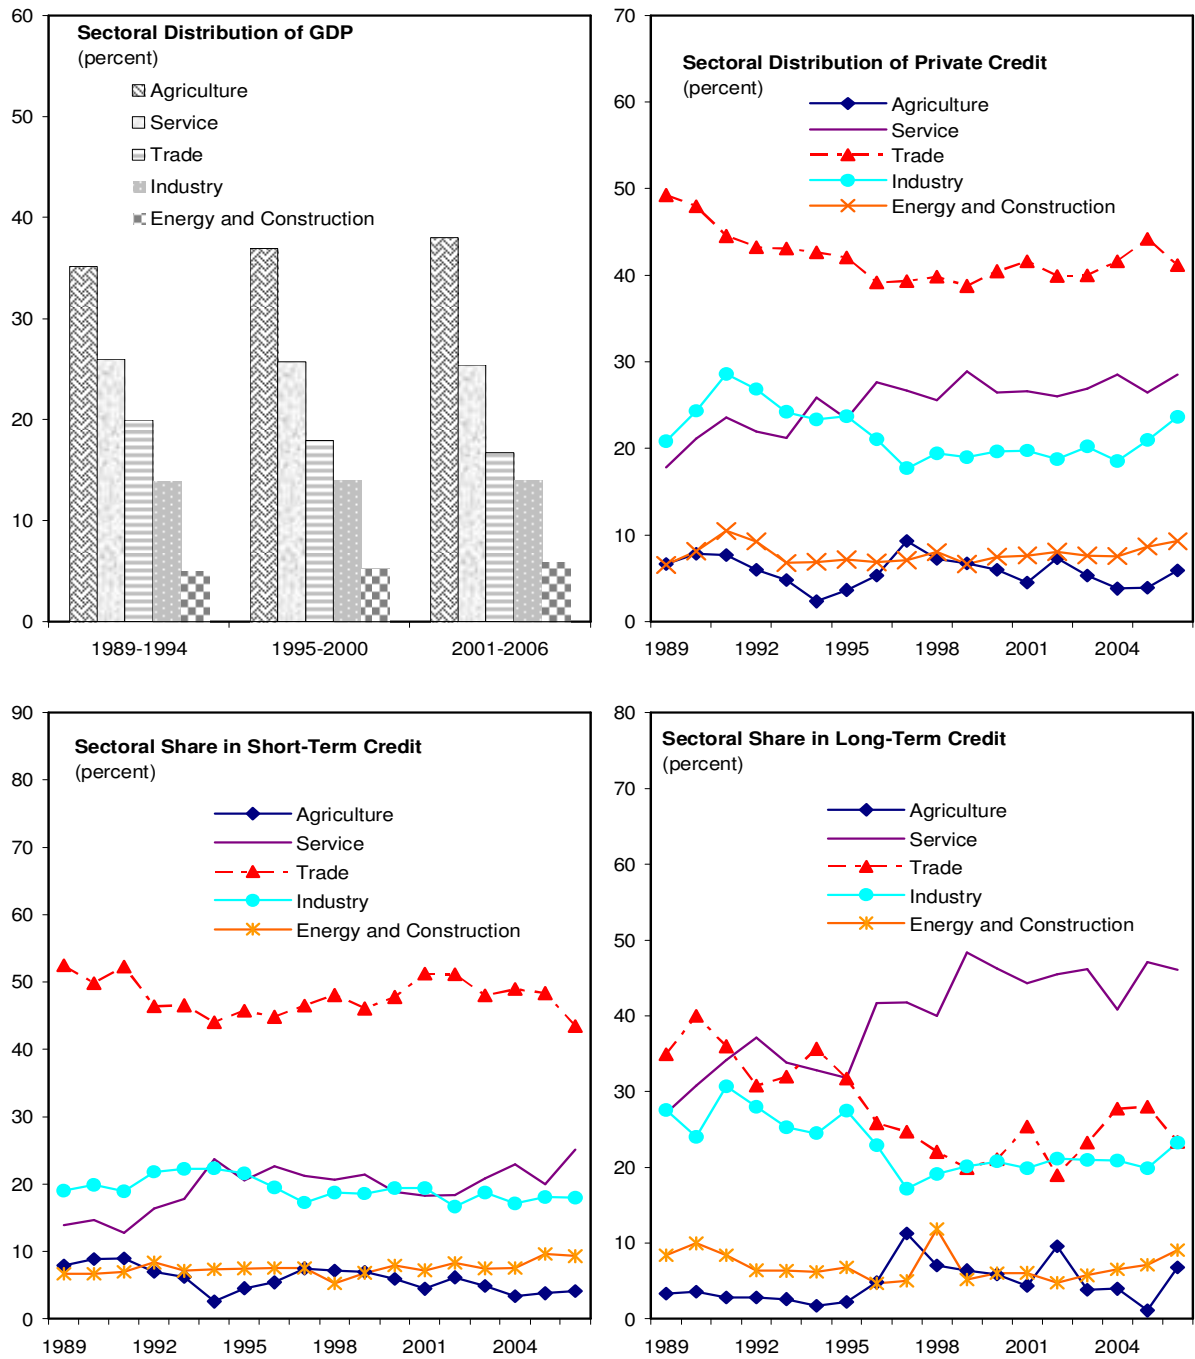 Sectoral Distribution of GDP
(percent)
Agriculture
Service
Trade
Industry
Energy and Construction
60
50
40
30
20
10
0
1989-1994 1995-2000 2001-2006
Sectoral Distribution of Private Credit
(percent)
Agriculture
Service
Trade
Industry
Energy and Construction
70
60
50
40
30
20
10
0
1989 1992 1995 1998 2001 2004
Sectoral Share in Short-Term Credit
(percent)
Agriculture
Service
Trade
Industry
Energy and Construction
90
80
70
60
50
40
30
20
10
0
1989 1992 1995 1998 2001 2004
Sectoral Share in Long-Term Credit
(percent)
Agriculture
Service
Trade
Industry
Energy and Construction
80
70
60
50
40
30
20
10
0
1989 1992 1995 1998 2001 2004